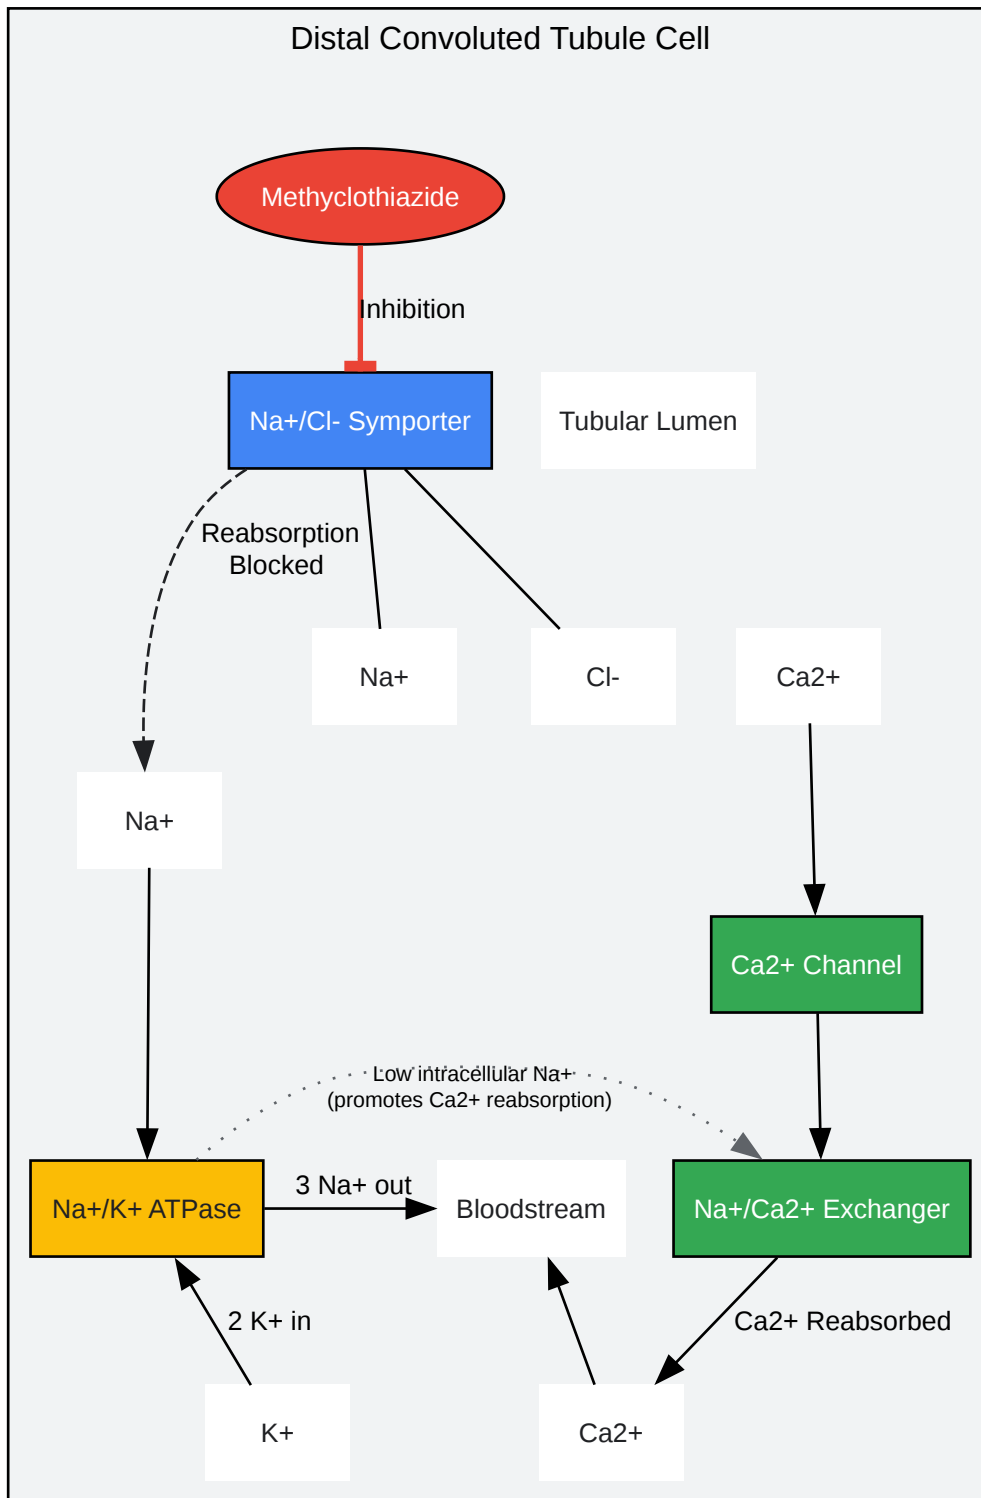 Distal Convoluted Tubule Cell
Methyclothiazide
Inhibition
Na+/Cl- Symporter
Tubular Lumen
Reabsorption
Blocked
Na+
Cl-
Ca2+
Na+
Ca2+ Channel
Low intracellular Na+
(promotes Ca2+ reabsorption)
Na+/K+ ATPase
3 Na+ out
Bloodstream
Na+/Ca2+ Exchanger
2 K+ in
Ca2+ Reabsorbed
K+
Ca2+